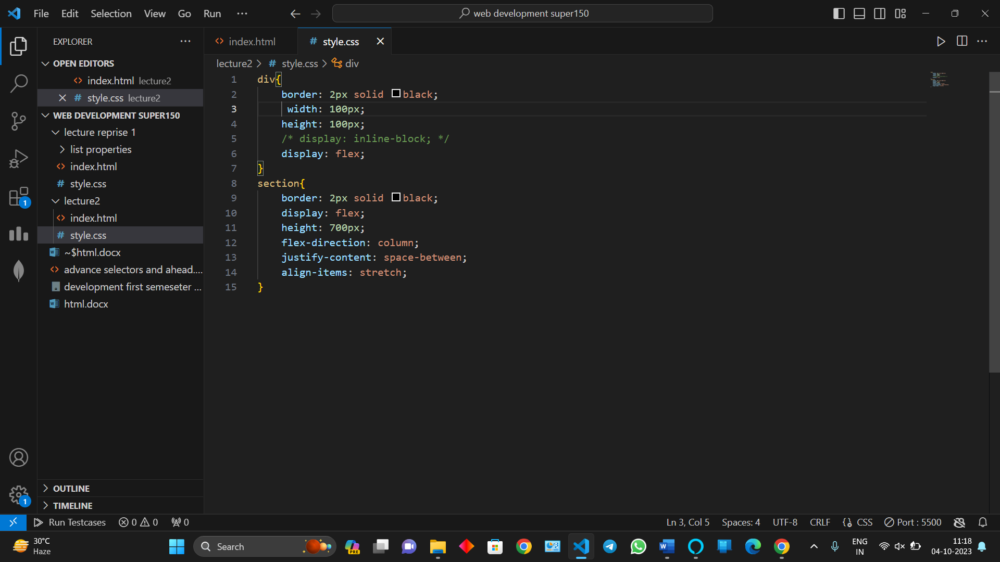 File Edit Selection View Go Run ··· web development super150
EXPLORER ···
OPEN EDITORS
index.html lecture2
style.css lecture2
WEB DEVELOPMENT SUPER150
lecture reprise 1
list properties
index.html
style.css
lecture2
index.html
style.css
~$html.docx
advance selectors and ahead....
development first semeseter ...
html.docx
OUTLINE
TIMELINE
1
1
index.html # style.css
lecture2 > # style.css > div
1 div{
2 border: 2px solid black;
3 width: 100px;
4 height: 100px;
5 /* display: inline-block; */
6 display: flex;
7 }
8 section{
9 border: 2px solid black;
10 display: flex;
11 height: 700px;
12 flex-direction: column;
13 justify-content: space-between;
14 align-items: stretch;
15 }
Run Testcases 0 0 0 Ln 3, Col 5 Spaces: 4 UTF-8 CRLF {} CSS Port : 5500
30°C
Haze
Search
PRE
ENG
IN
11:18
04-10-2023